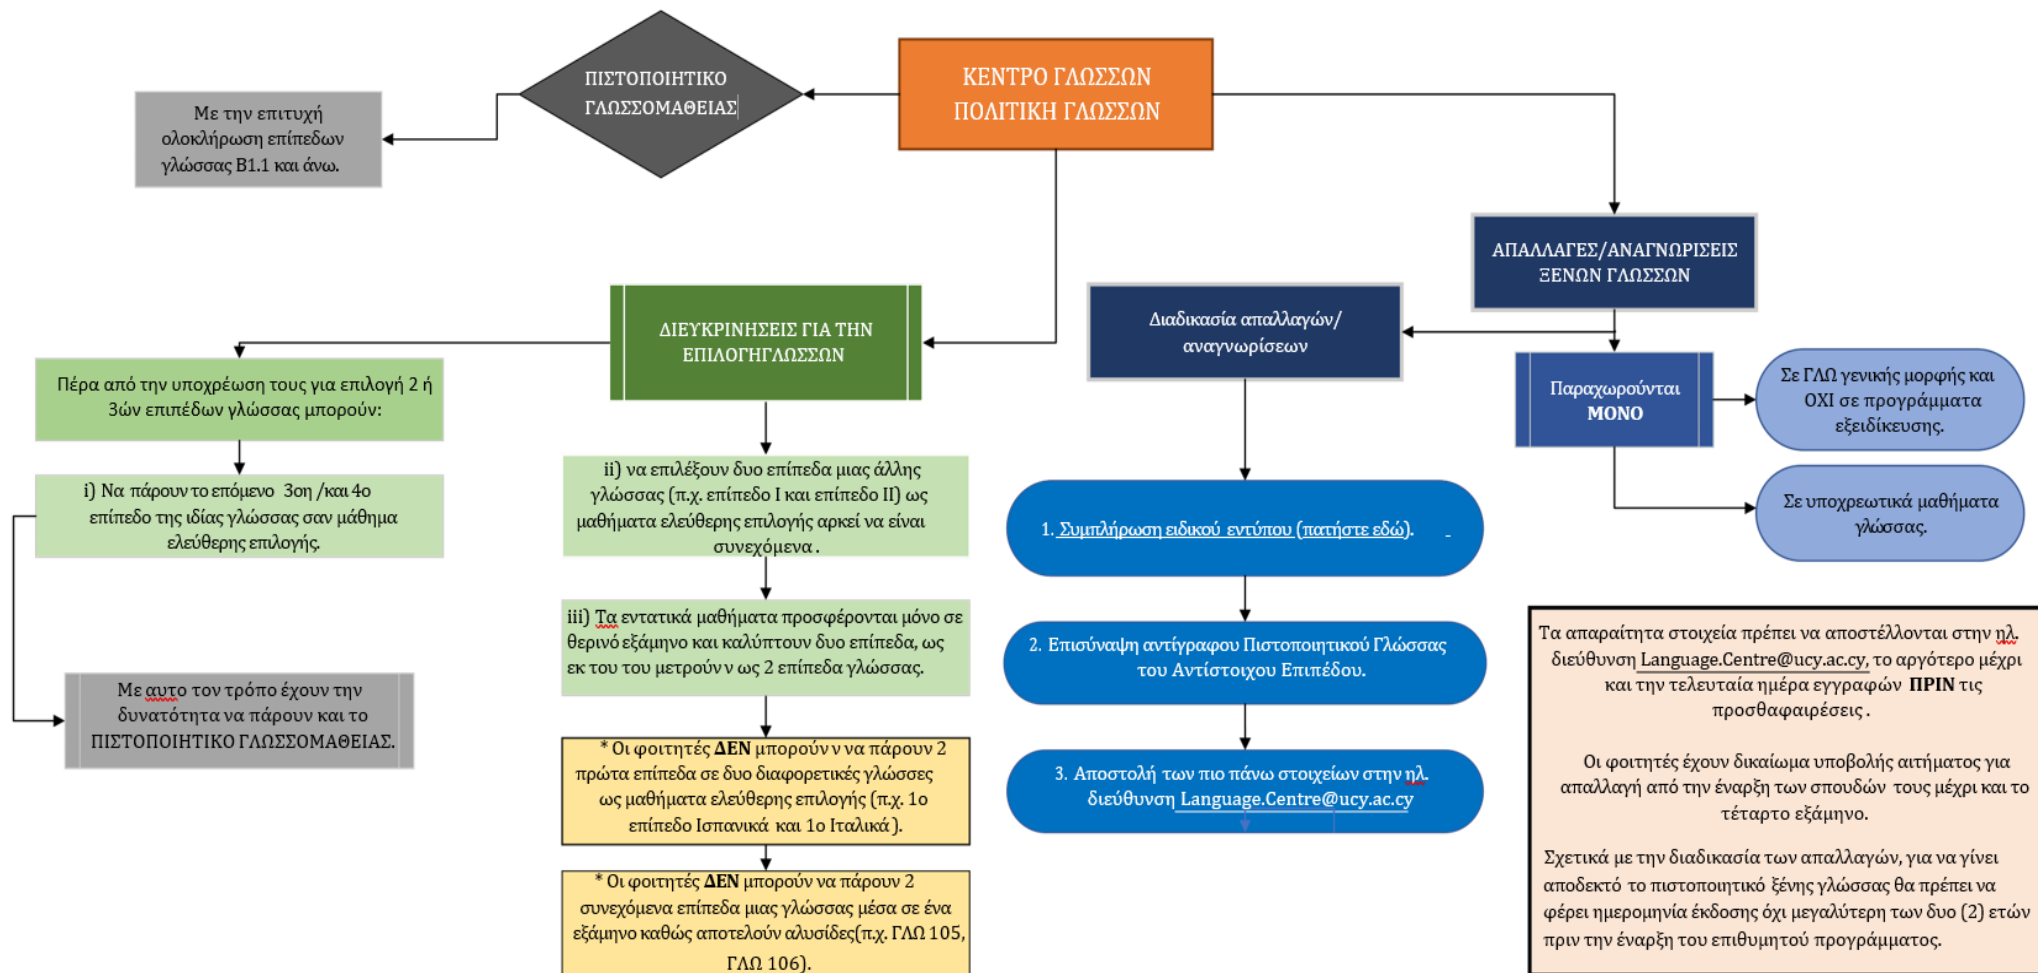 ΚΕΝΤΡΟ ΓΛΩΣΣΩΝ
ΠΟΛΙΤΙΚΗ ΓΛΩΣΣΩΝ
ΠΙΣΤΟΠΟΙΗΤΙΚΟ
ΓΛΩΣΣΟΜΑΘΕΙΑΣ
Με την επιτυχή
ολοκλήρωση επίπεδων
γλώσσας Β1.1 και άνω.
ΔΙΕΥΚΡΙΝΗΣΕΙΣ ΓΙΑ ΤΗΝ
ΕΠΙΛΟΓΗΓΛΩΣΣΩΝ
Πέρα από την υποχρέωση τους για επιλογή 2 ή
3ών επιπέδων γλώσσας μπορούν:
i) Να πάρουν το επόμενο 3οη /και 4ο
επίπεδο της ιδίας γλώσσας σαν μάθημα
ελεύθερης επιλογής.
Με αυτο τον τρόπο έχουν την
δυνατότητα να πάρουν και το
ΠΙΣΤΟΠΟΙΗΤΙΚΟ ΓΛΩΣΣΟΜΑΘΕΙΑΣ.
ii) να επιλέξουν δυο επίπεδα μιας άλλης
γλώσσας (π.χ. επίπεδο Ι και επίπεδο ΙΙ) ως
μαθήματα ελεύθερης επιλογής αρκεί να είναι
συνεχόμενα .
iii) Τα εντατικά μαθήματα προσφέρονται μόνο σε
θερινό εξάμηνο και καλύπτουν δυο επίπεδα, ως
εκ του του μετρούν ν ως 2 επίπεδα γλώσσας.
* Οι φοιτητές ΔΕΝ μπορούν ν να πάρουν 2
πρώτα επίπεδα σε δυο διαφορετικές γλώσσες
ως μαθήματα ελεύθερης επιλογής (π.χ. 1ο
επίπεδο Ισπανικά και 1ο Ιταλικά ).
* Οι φοιτητές ΔΕΝ μπορούν να πάρουν 2
συνεχόμενα επίπεδα μιας γλώσσας μέσα σε ένα
εξάμηνο καθώς αποτελούν αλυσίδες(π.χ. ΓΛΩ 105,
ΓΛΩ 106).
ΑΠΑΛΛΑΓΕΣ/ΑΝΑΓΝΩΡΙΣΕΙΣ
ΞΕΝΩΝ ΓΛΩΣΣΩΝ
Διαδικασία απαλλαγών/
αναγνωρίσεων
1. Συμπλήρωση ειδικού εντύπου (πατήστε εδώ).
2. Επισύναψη αντίγραφου Πιστοποιητικού Γλώσσας
του Αντίστοιχου Επιπέδου.
3. Αποστολή των πιο πάνω στοιχείων στην ηλ.
διεύθυνση Language.Centre@ucy.ac.cy
Παραχωρούνται
ΜΟΝΟ
Σε ΓΛΩ γενικής μορφής και
ΟΧΙ σε προγράμματα
εξειδίκευσης.
Σε υποχρεωτικά μαθήματα
γλώσσας.
Τα απαραίτητα στοιχεία πρέπει να αποστέλλονται στην ηλ.
διεύθυνση Language.Centre@ucy.ac.cy, το αργότερο μέχρι
και την τελευταία ημέρα εγγραφών ΠΡΙΝ τις
προσθαφαιρέσεις .
Οι φοιτητές έχουν δικαίωμα υποβολής αιτήματος για
απαλλαγή από την έναρξη των σπουδών τους μέχρι και το
τέταρτο εξάμηνο.
Σχετικά με την διαδικασία των απαλλαγών, για να γίνει
αποδεκτό το πιστοποιητικό ξένης γλώσσας θα πρέπει να
φέρει ημερομηνία έκδοσης όχι μεγαλύτερη των δυο (2) ετών
πριν την έναρξη του επιθυμητού προγράμματος.